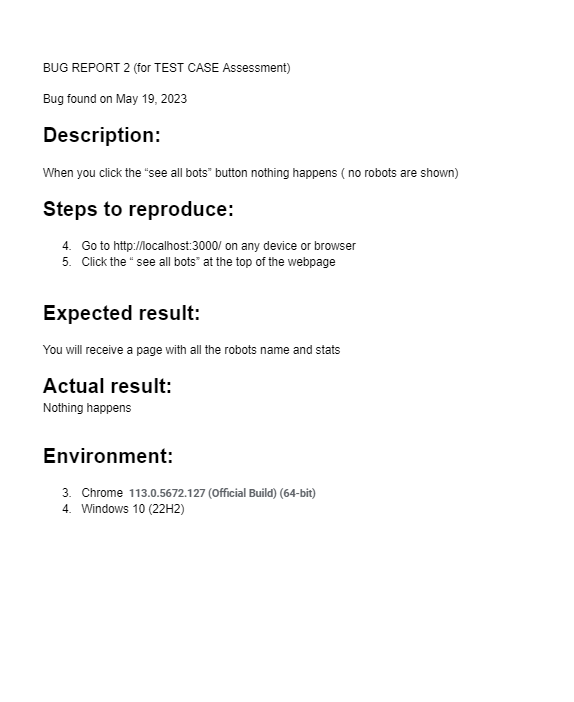 BUG REPORT 2 (for TEST CASE Assessment)
Bug found on May 19, 2023
Description:
When you click the “see all bots” button nothing happens ( no robots are shown)
Steps to reproduce:
4. Go to http://localhost:3000/ on any device or browser
5. Click the “ see all bots” at the top of the webpage
Expected result:
You will receive a page with all the robots name and stats
Actual result:
Nothing happens
Environment:
3. Chrome 113.0.5672.127 (Official Build) (64-bit)
4. Windows 10 (22H2)